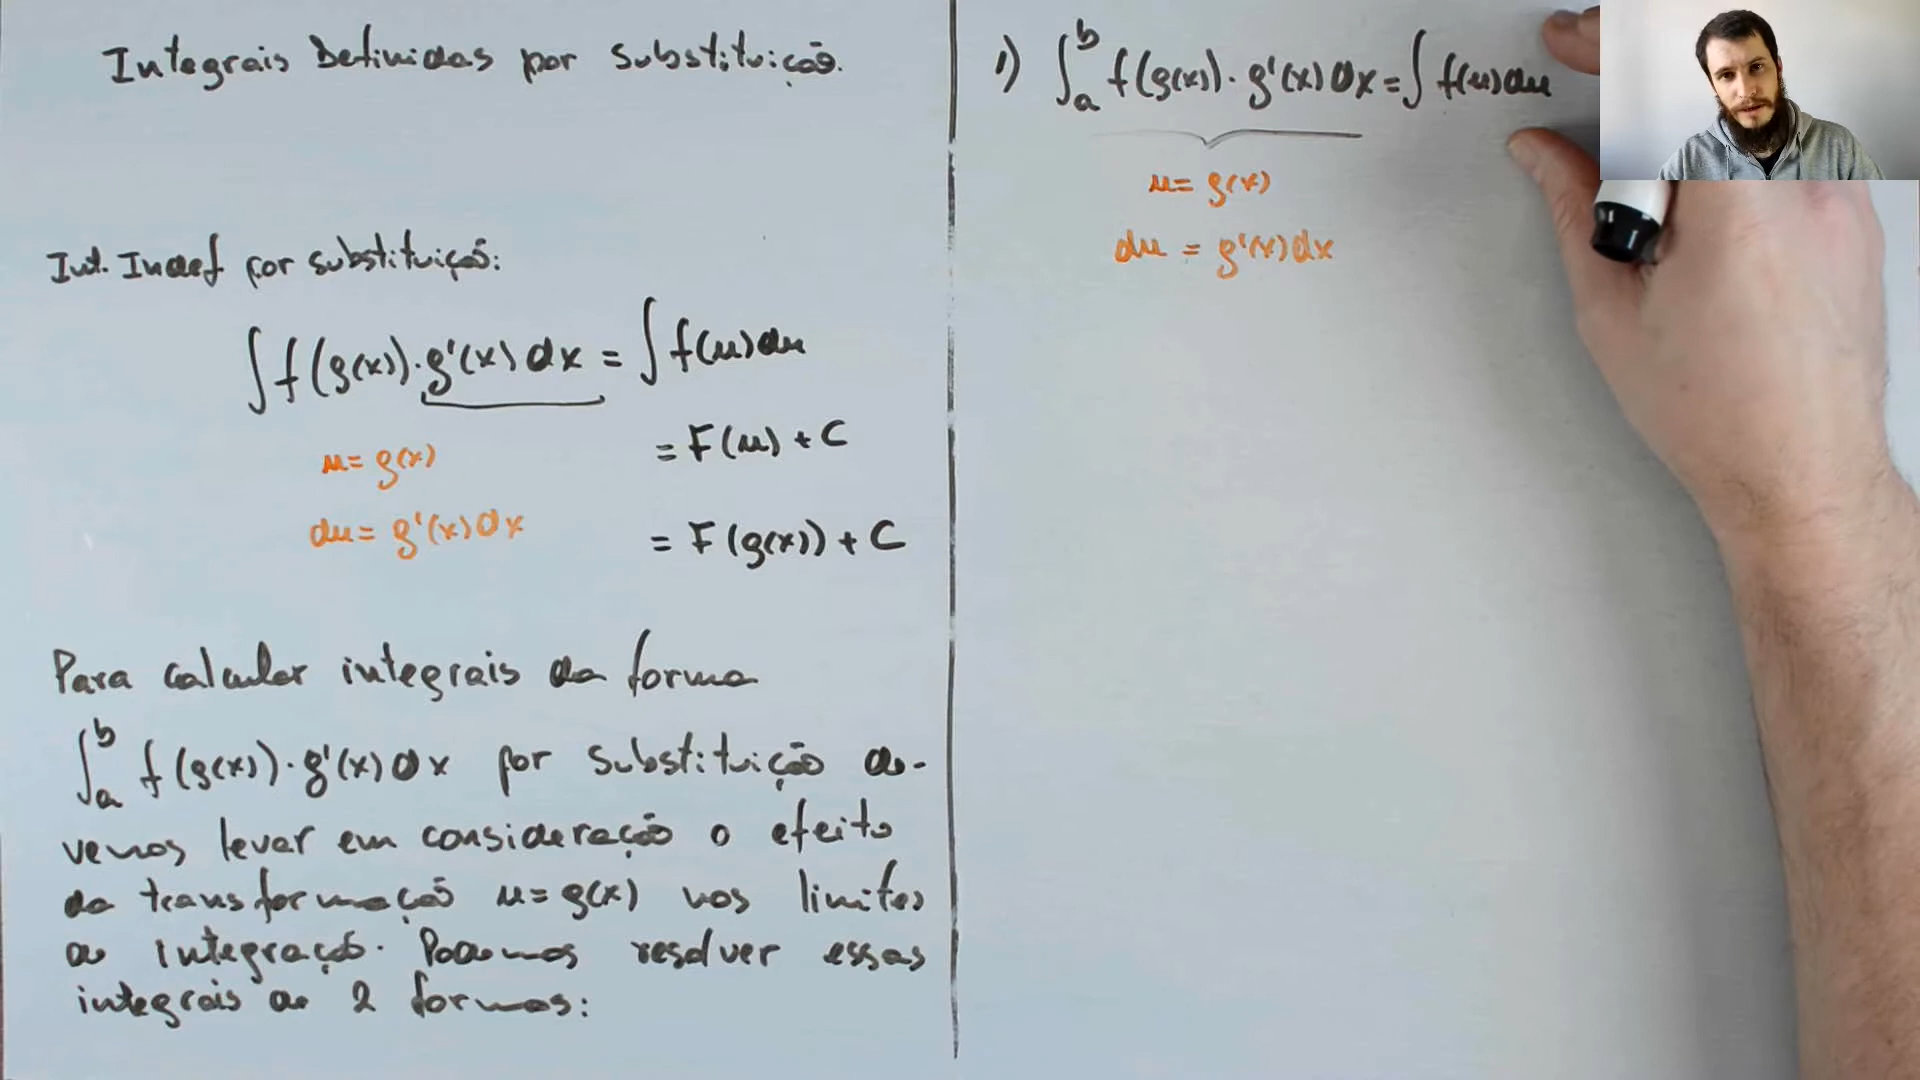 Integrais Definidas por substituição.
Int. Indef por substituição:
∫f(g(x))·g'(x)dx = ∫f(u)du
u= g(x)
= F(u) + C
du= g'(x)dx
= F(g(x)) + C
Para calcular integrais da forma
∫_a^b f(g(x))·g'(x)dx por substituição de-
vemos levar em consideração o efeito
da transformação u= g(x) nos limites
de integração. Podemos resolver essas
integrais de 2 formas:
1) ∫_a^b f(g(x))·g'(x)dx = ∫f(u)du
u= g(x)
du = g'(x)dx